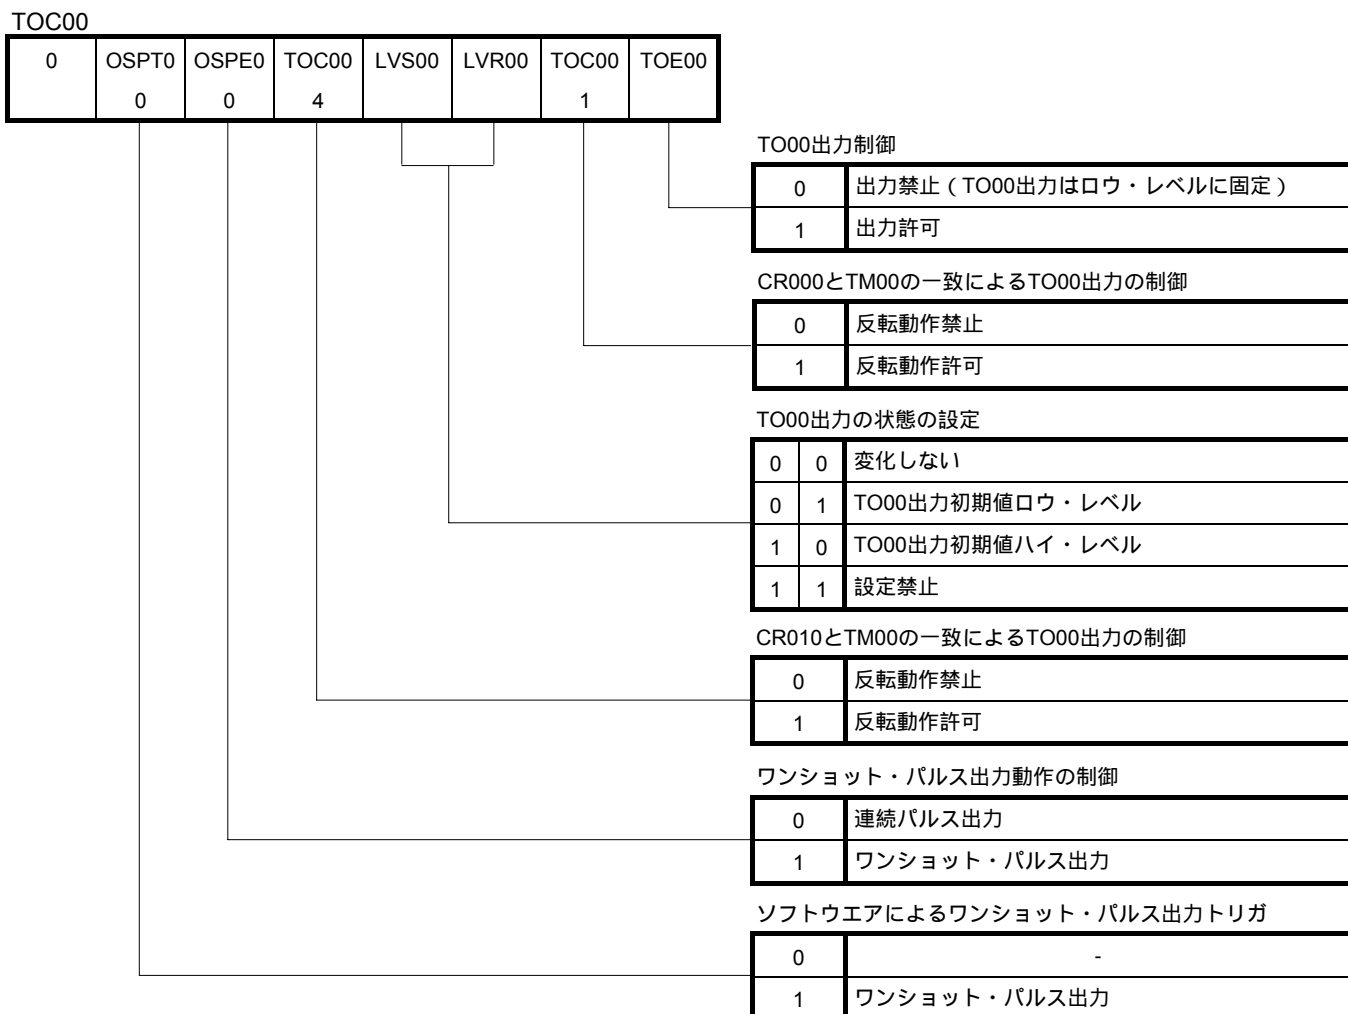 TOC00
0 OSPT0 OSPE0 TOC00 LVS00 LVR00 TOC00 TOE00
0 0 4 1
TO00出力制御
0 出力禁止（TO00出力はロウ・レベルに固定）
1 出力許可
CR000とTM00の一致によるTO00出力の制御
0 反転動作禁止
1 反転動作許可
TO00出力の状態の設定
0 0 変化しない
0 1 TO00出力初期値ロウ・レベル
1 0 TO00出力初期値ハイ・レベル
1 1 設定禁止
CR010とTM00の一致によるTO00出力の制御
0 反転動作禁止
1 反転動作許可
ワンショット・パルス出力動作の制御
0 連続パルス出力
1 ワンショット・パルス出力
ソフトウエアによるワンショット・パルス出力トリガ
0 -
1 ワンショット・パルス出力